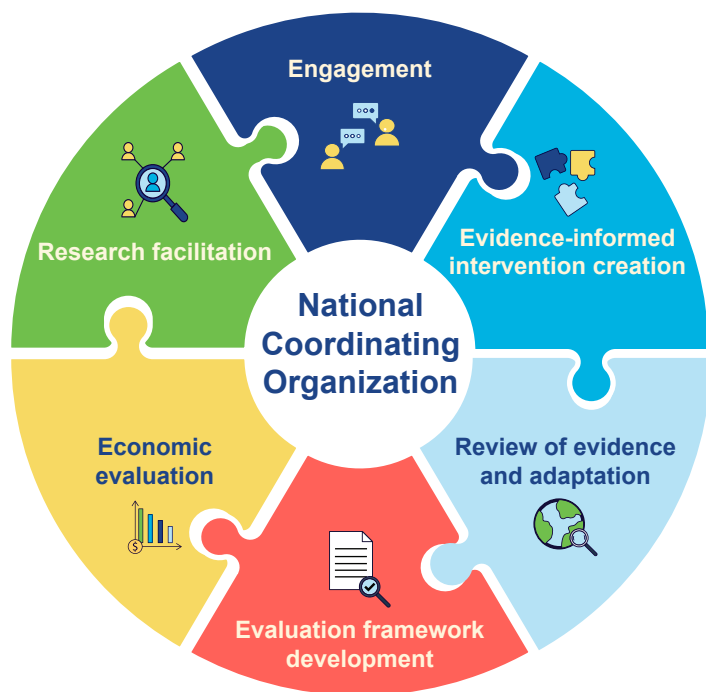 Engagement
Evidence-informed
intervention creation
Review of evidence
and adaptation
Evaluation framework
development
Economic
evaluation
$
Research facilitation
National
Coordinating
Organization